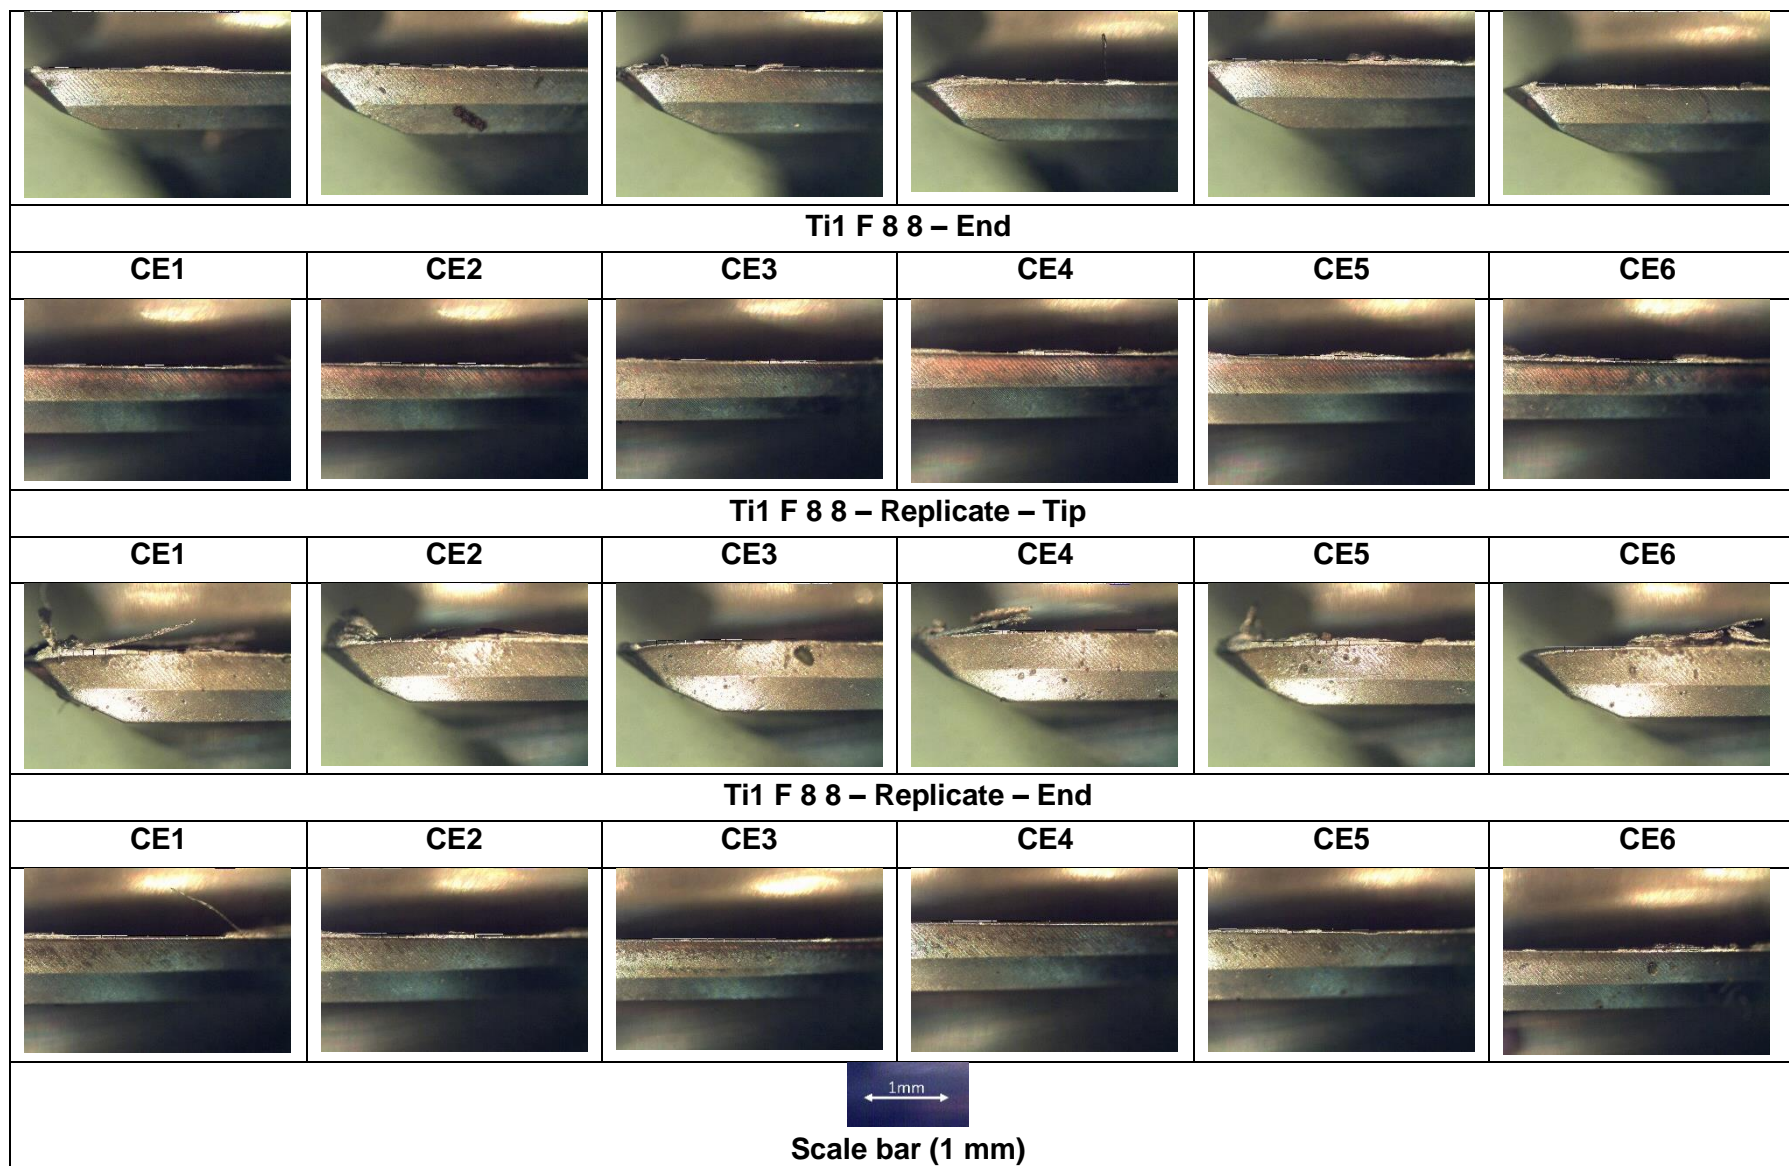 Ti1 F 8 8 – End
CE1 CE2 CE3 CE4 CE5 CE6
Ti1 F 8 8 – Replicate – Tip
CE1 CE2 CE3 CE4 CE5 CE6
Ti1 F 8 8 – Replicate – End
CE1 CE2 CE3 CE4 CE5 CE6
1mm
Scale bar (1 mm)